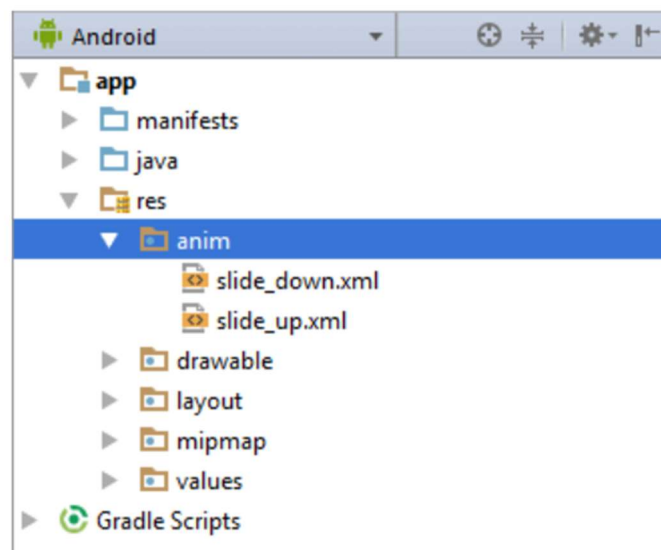 Android
app
manifests
java
res
anim
slide_down.xml
slide_up.xml
drawable
layout
mipmap
values
Gradle Scripts